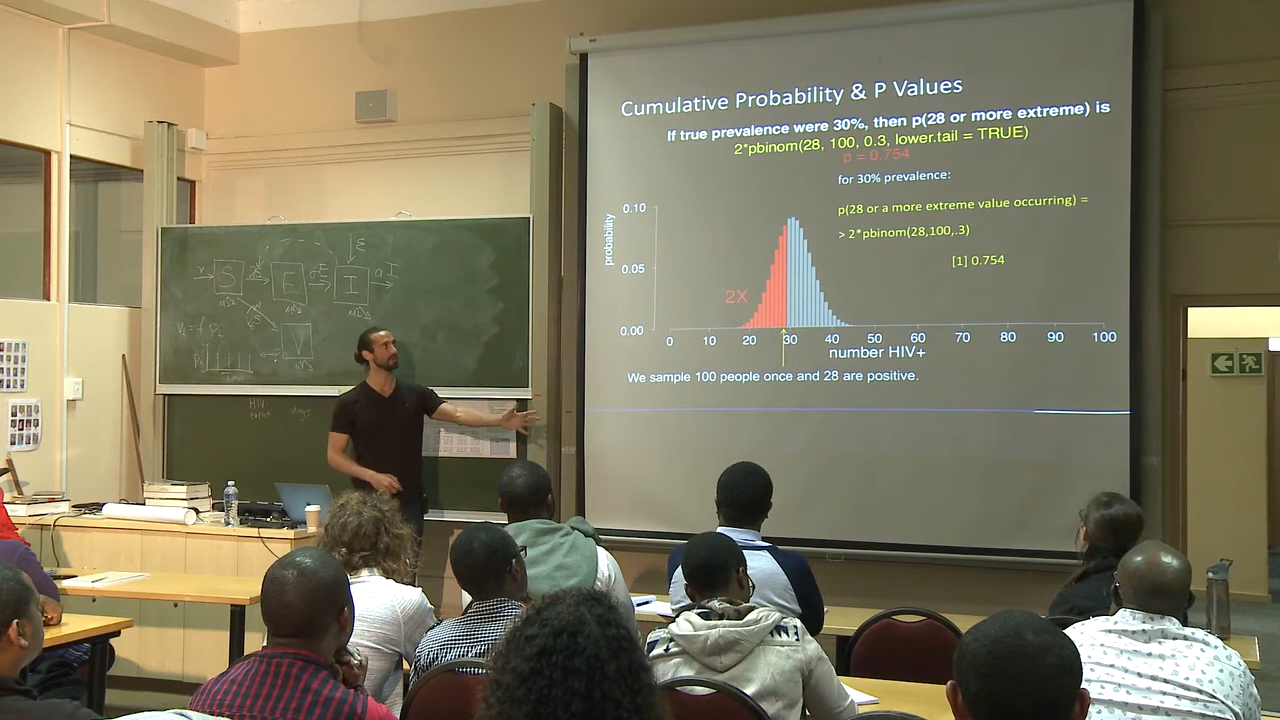 Cumulative Probability & P Values
If true prevalence were 30%, then p(28 or more extreme) is
2*pbinom(28, 100, 0.3, lower.tail = TRUE)
p = 0.754
for 30% prevalence:
p(28 or a more extreme value occurring) =
> 2*pbinom(28,100,.3)
[1] 0.754
probability
0.10
0.05
0.00
2X
0 10 20 30 40 50 60 70 80 90 100
number HIV+
We sample 100 people once and 28 are positive.
S E I
V
HIV